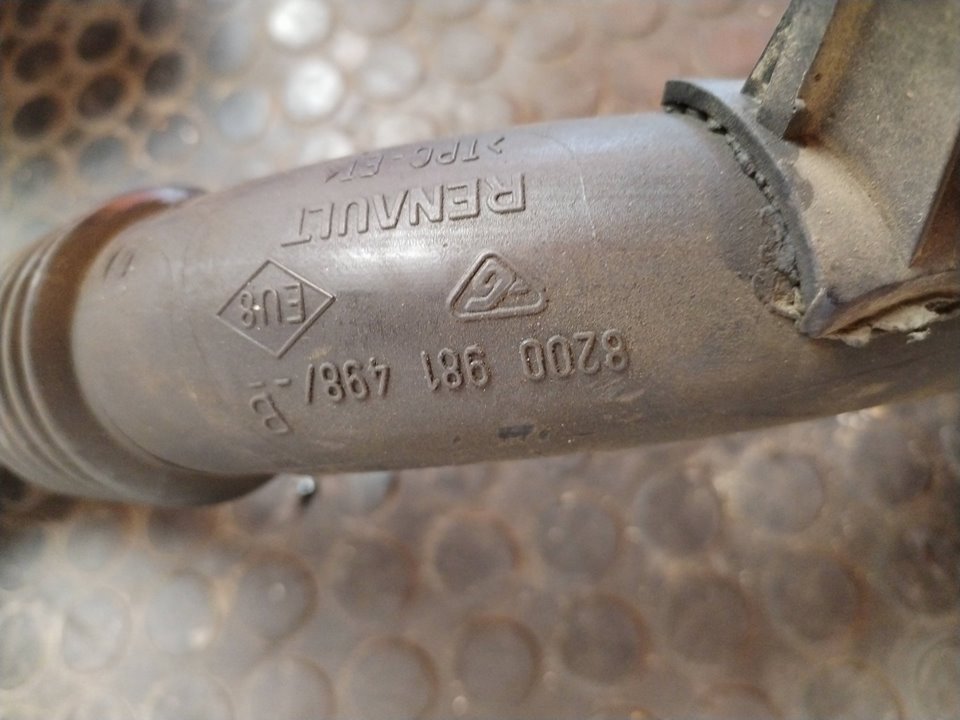 8200 981 498/
EU8
RENAULT
>TPC-ET<